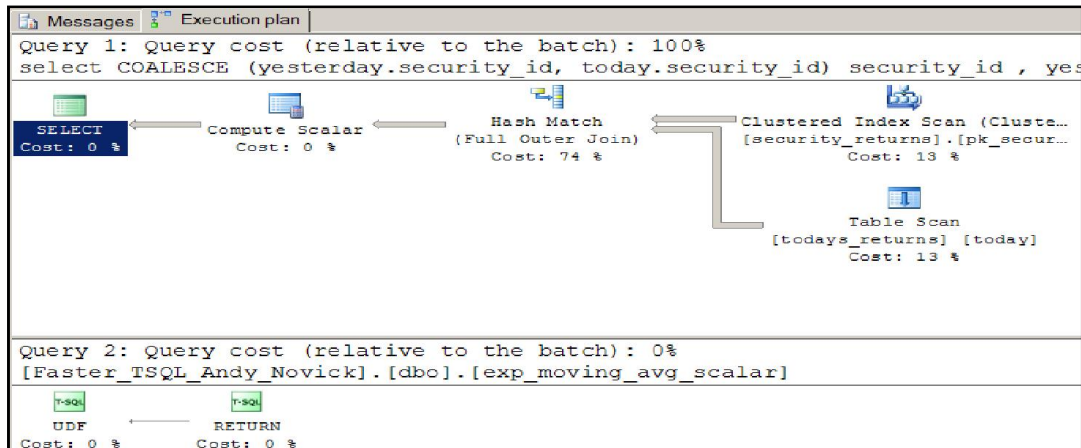 Messages Execution plan
Query 1: Query cost (relative to the batch): 100%
select COALESCE (yesterday.security_id, today.security_id) security_id , yes
SELECT
Cost: 0 %
Compute Scalar
Cost: 0 %
Hash Match
(Full Outer Join)
Cost: 74 %
Clustered Index Scan (Cluste…
[security_returns].[pk_secur…
Cost: 13 %
Table Scan
[todays_returns] [today]
Cost: 13 %
Query 2: Query cost (relative to the batch): 0%
[Faster_TSQL_Andy_Novick].[dbo].[exp_moving_avg_scalar]
T-SQL
UDF
Cost: 0 %
T-SQL
RETURN
Cost: 0 %